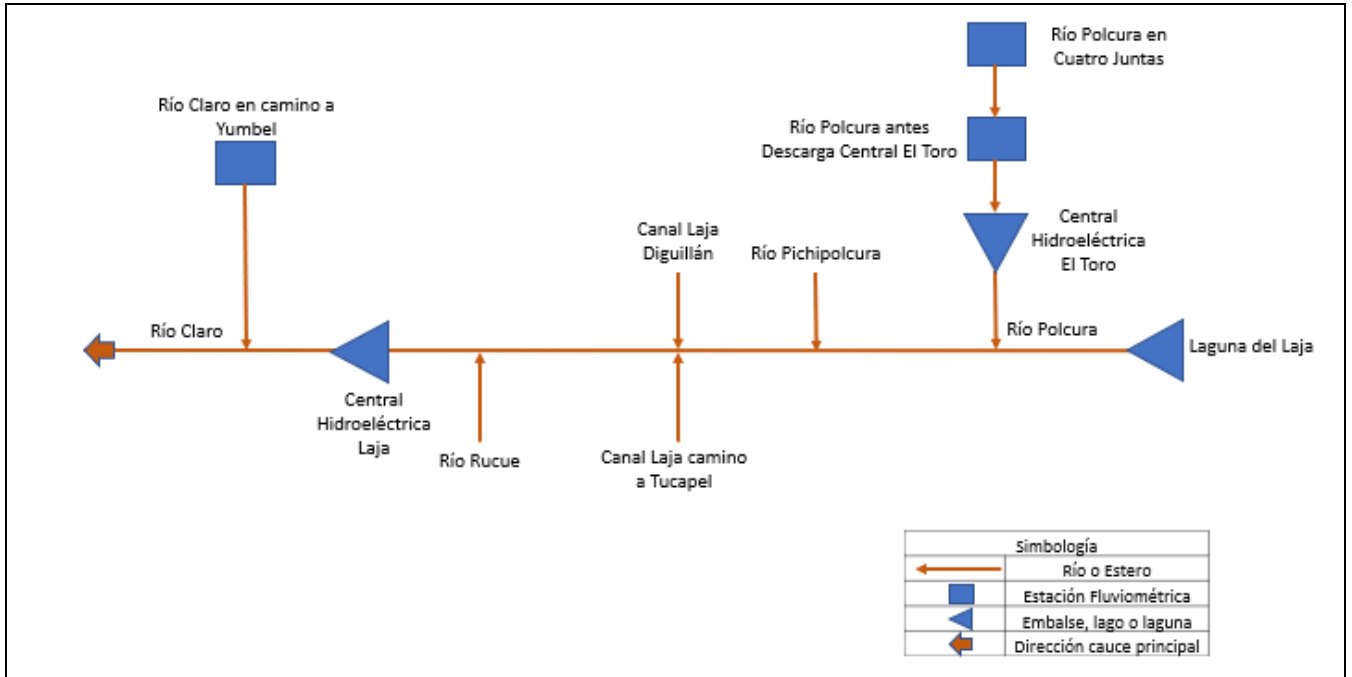 Río Polcura en
Cuatro Juntas
Río Claro en camino a
Yumbel
Río Polcura antes
Descarga Central El Toro
Central
Hidroeléctrica
El Toro
Canal Laja
Diguillán
Río Pichipolcura
Río Claro
Río Polcura
Laguna del Laja
Central
Hidroeléctrica
Laja
Río Rucue
Canal Laja camino
a Tucapel
Simbología
Río o Estero
Estación Fluviométrica
Embalse, lago o laguna
Dirección cauce principal